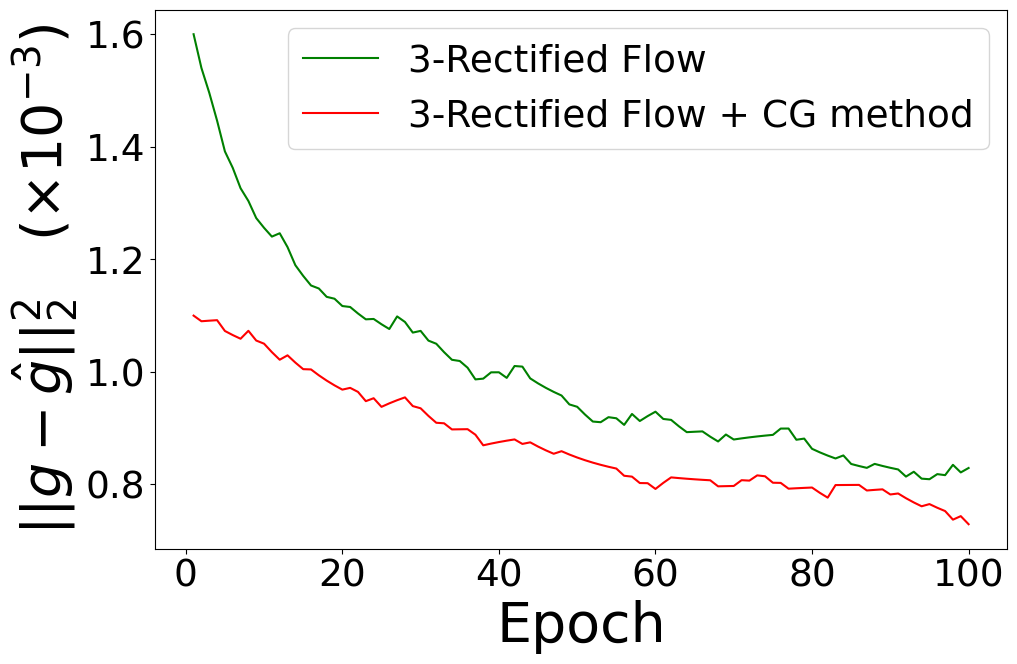 ||g − ĝ||₂² (×10⁻³)
1.6
1.4
1.2
1.0
0.8
3-Rectified Flow
3-Rectified Flow + CG method
0 20 40 60 80 100
Epoch